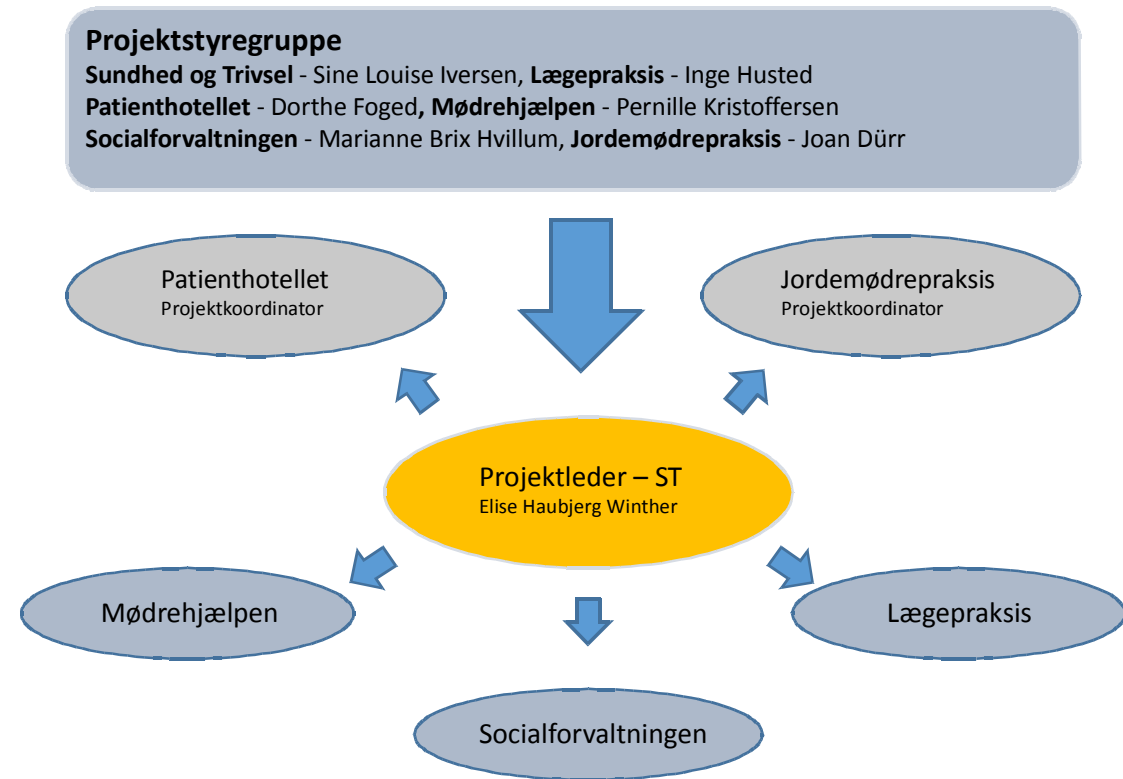 Projektstyregruppe
Sundhed og Trivsel - Sine Louise Iversen, Lægepraksis - Inge Husted
Patienthotellet - Dorthe Foged, Mødrehjælpen - Pernille Kristoffersen
Socialforvaltningen - Marianne Brix Hvillum, Jordemødrepraksis - Joan Dürr
Patienthotellet
Projektkoordinator
Jordemødrepraksis
Projektkoordinator
Projektleder – ST
Elise Haubjerg Winther
Mødrehjælpen
Lægepraksis
Socialforvaltningen